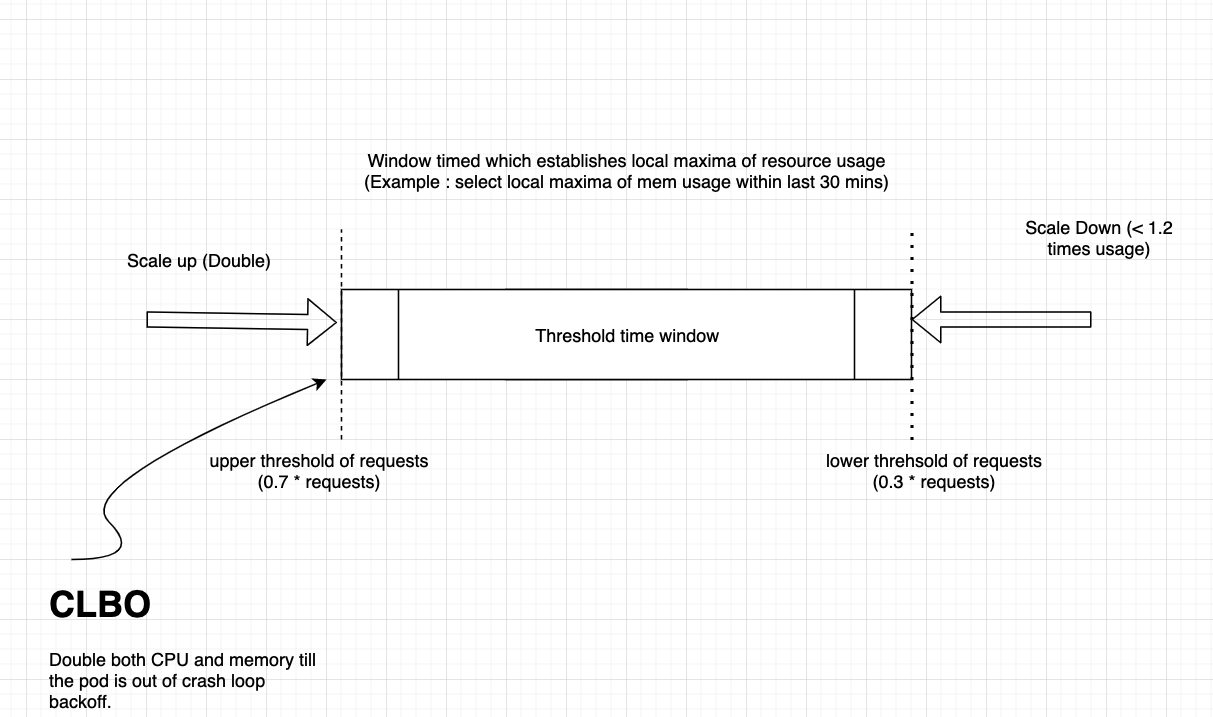 Window timed which establishes local maxima of resource usage
(Example : select local maxima of mem usage within last 30 mins)
Scale Down (< 1.2
times usage)
Scale up (Double)
Threshold time window
upper threshold of requests
(0.7 * requests)
lower threhsold of requests
(0.3 * requests)
CLBO
Double both CPU and memory till
the pod is out of crash loop
backoff.